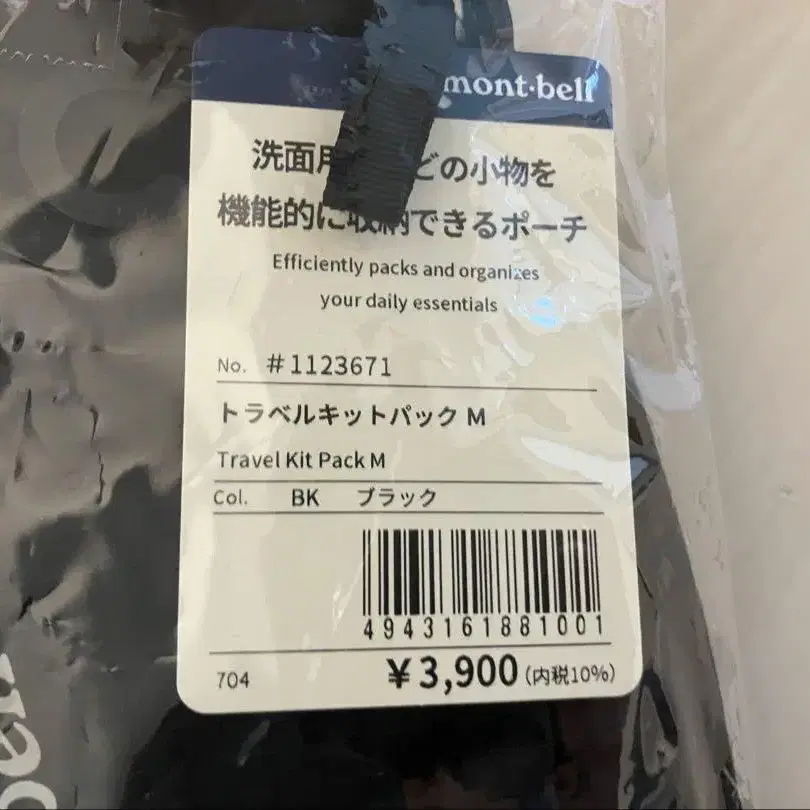 mont·bell
洗面用 どの小物を
機能的に収納できるポーチ
Efficiently packs and organizes
your daily essentials
No. #1123671
トラベルキットパック M
Travel Kit Pack M
Col. BK ブラック
4943161881001
704 ¥3,900(内税10%)